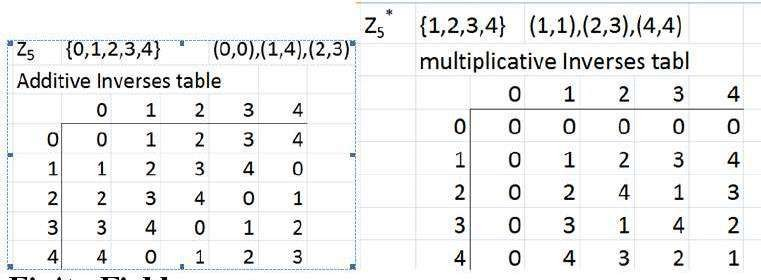 Z5 {0,1,2,3,4} (0,0),(1,4),(2,3)
Additive Inverses table
0 1 2 3 4
0 0 1 2 3 4
1 1 2 3 4 0
2 2 3 4 0 1
3 3 4 0 1 2
4 4 0 1 2 3
Z5* {1,2,3,4} (1,1),(2,3),(4,4)
multiplicative Inverses tabl
0 1 2 3 4
0 0 0 0 0 0
1 0 1 2 3 4
2 0 2 4 1 3
3 0 3 1 4 2
4 0 4 3 2 1